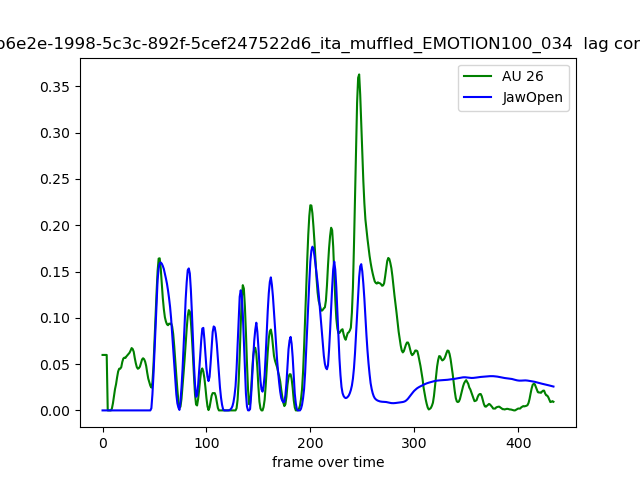 b6e2e-1998-5c3c-892f-5cef247522d6_ita_muffled_EMOTION100_034 lag cor
AU 26
JawOpen
0.35
0.30
0.25
0.20
0.15
0.10
0.05
0.00
0 100 200 300 400
frame over time